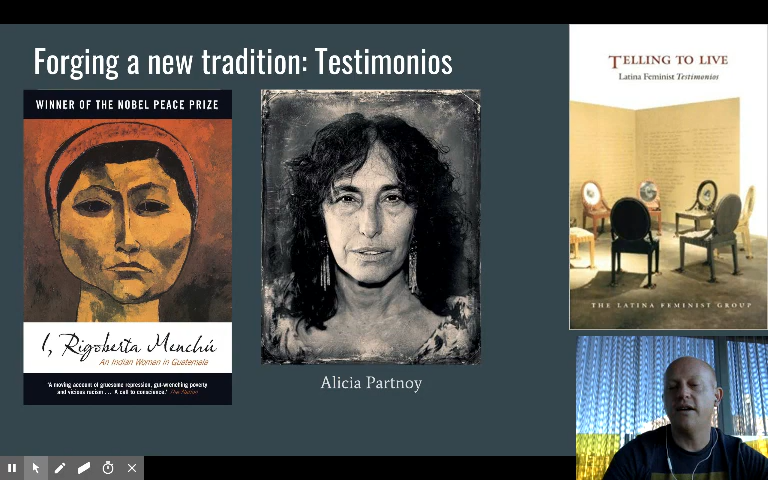 Forging a new tradition: Testimonios
WINNER OF THE NOBEL PEACE PRIZE
I, Rigoberta Menchú
An Indian Woman in Guatemala
'A moving account of gruesome repression, gut-wrenching poverty
and vicious racism ... A call to conscience.'
Alicia Partnoy
TELLING TO LIVE
Latina Feminist Testimonios
THE LATINA FEMINIST GROUP